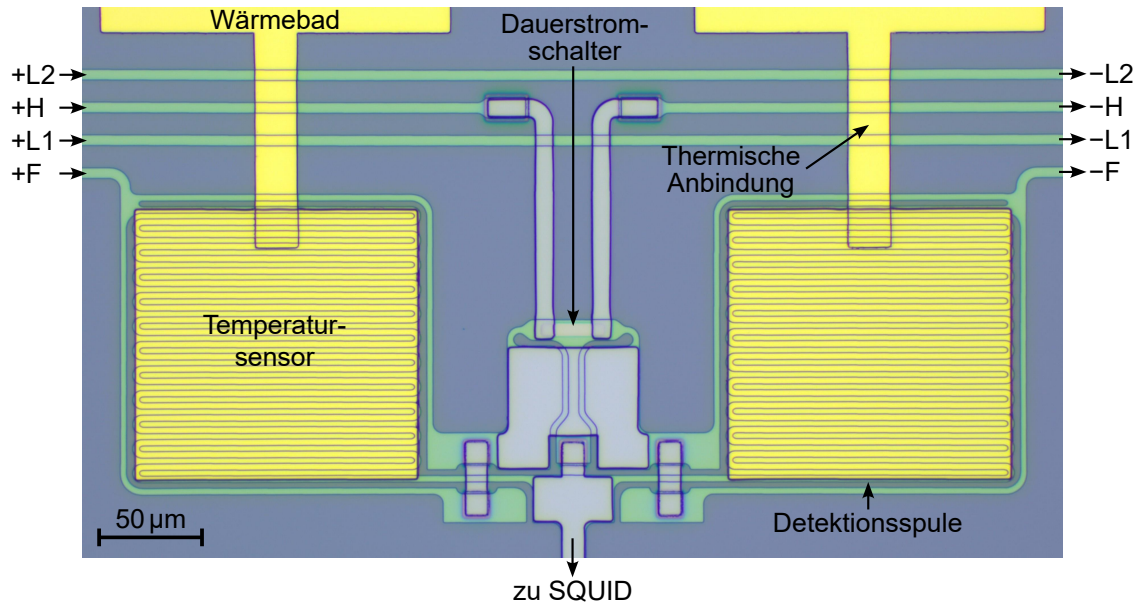 Wärmebad
Dauerstrom-
schalter
+L2
−L2
+H
−H
+L1
−L1
+F
−F
Thermische
Anbindung
Temperatur-
sensor
50 µm
Detektionsspule
zu SQUID